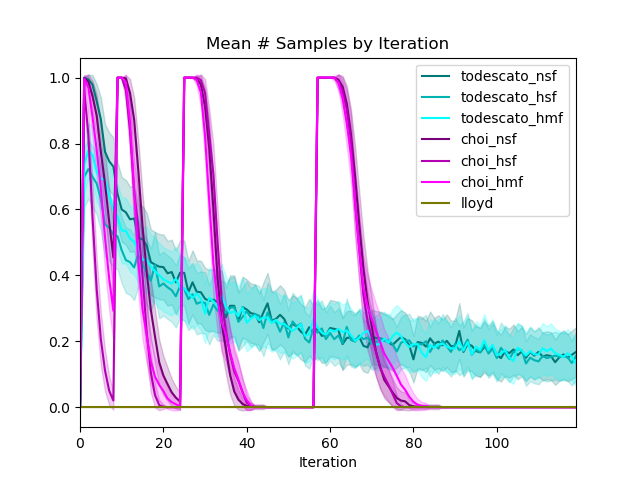 Mean # Samples by Iteration
1.0
0.8
0.6
0.4
0.2
0.0
0 20 40 60 80 100
Iteration
todescato_nsf
todescato_hsf
todescato_hmf
choi_nsf
choi_hsf
choi_hmf
lloyd